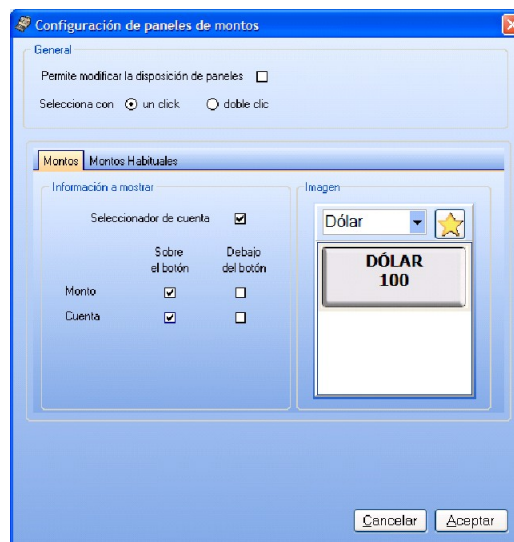 Configuración de paneles de montos
General
Permite modificar la disposición de paneles
Selecciona con un click doble clic
Montos Montos Habituales
Información a mostrar
Imagen
Seleccionador de cuenta
Dólar
Sobre el botón
Debajo del botón
DÓLAR
100
Monto
Cuenta
Cancelar Aceptar